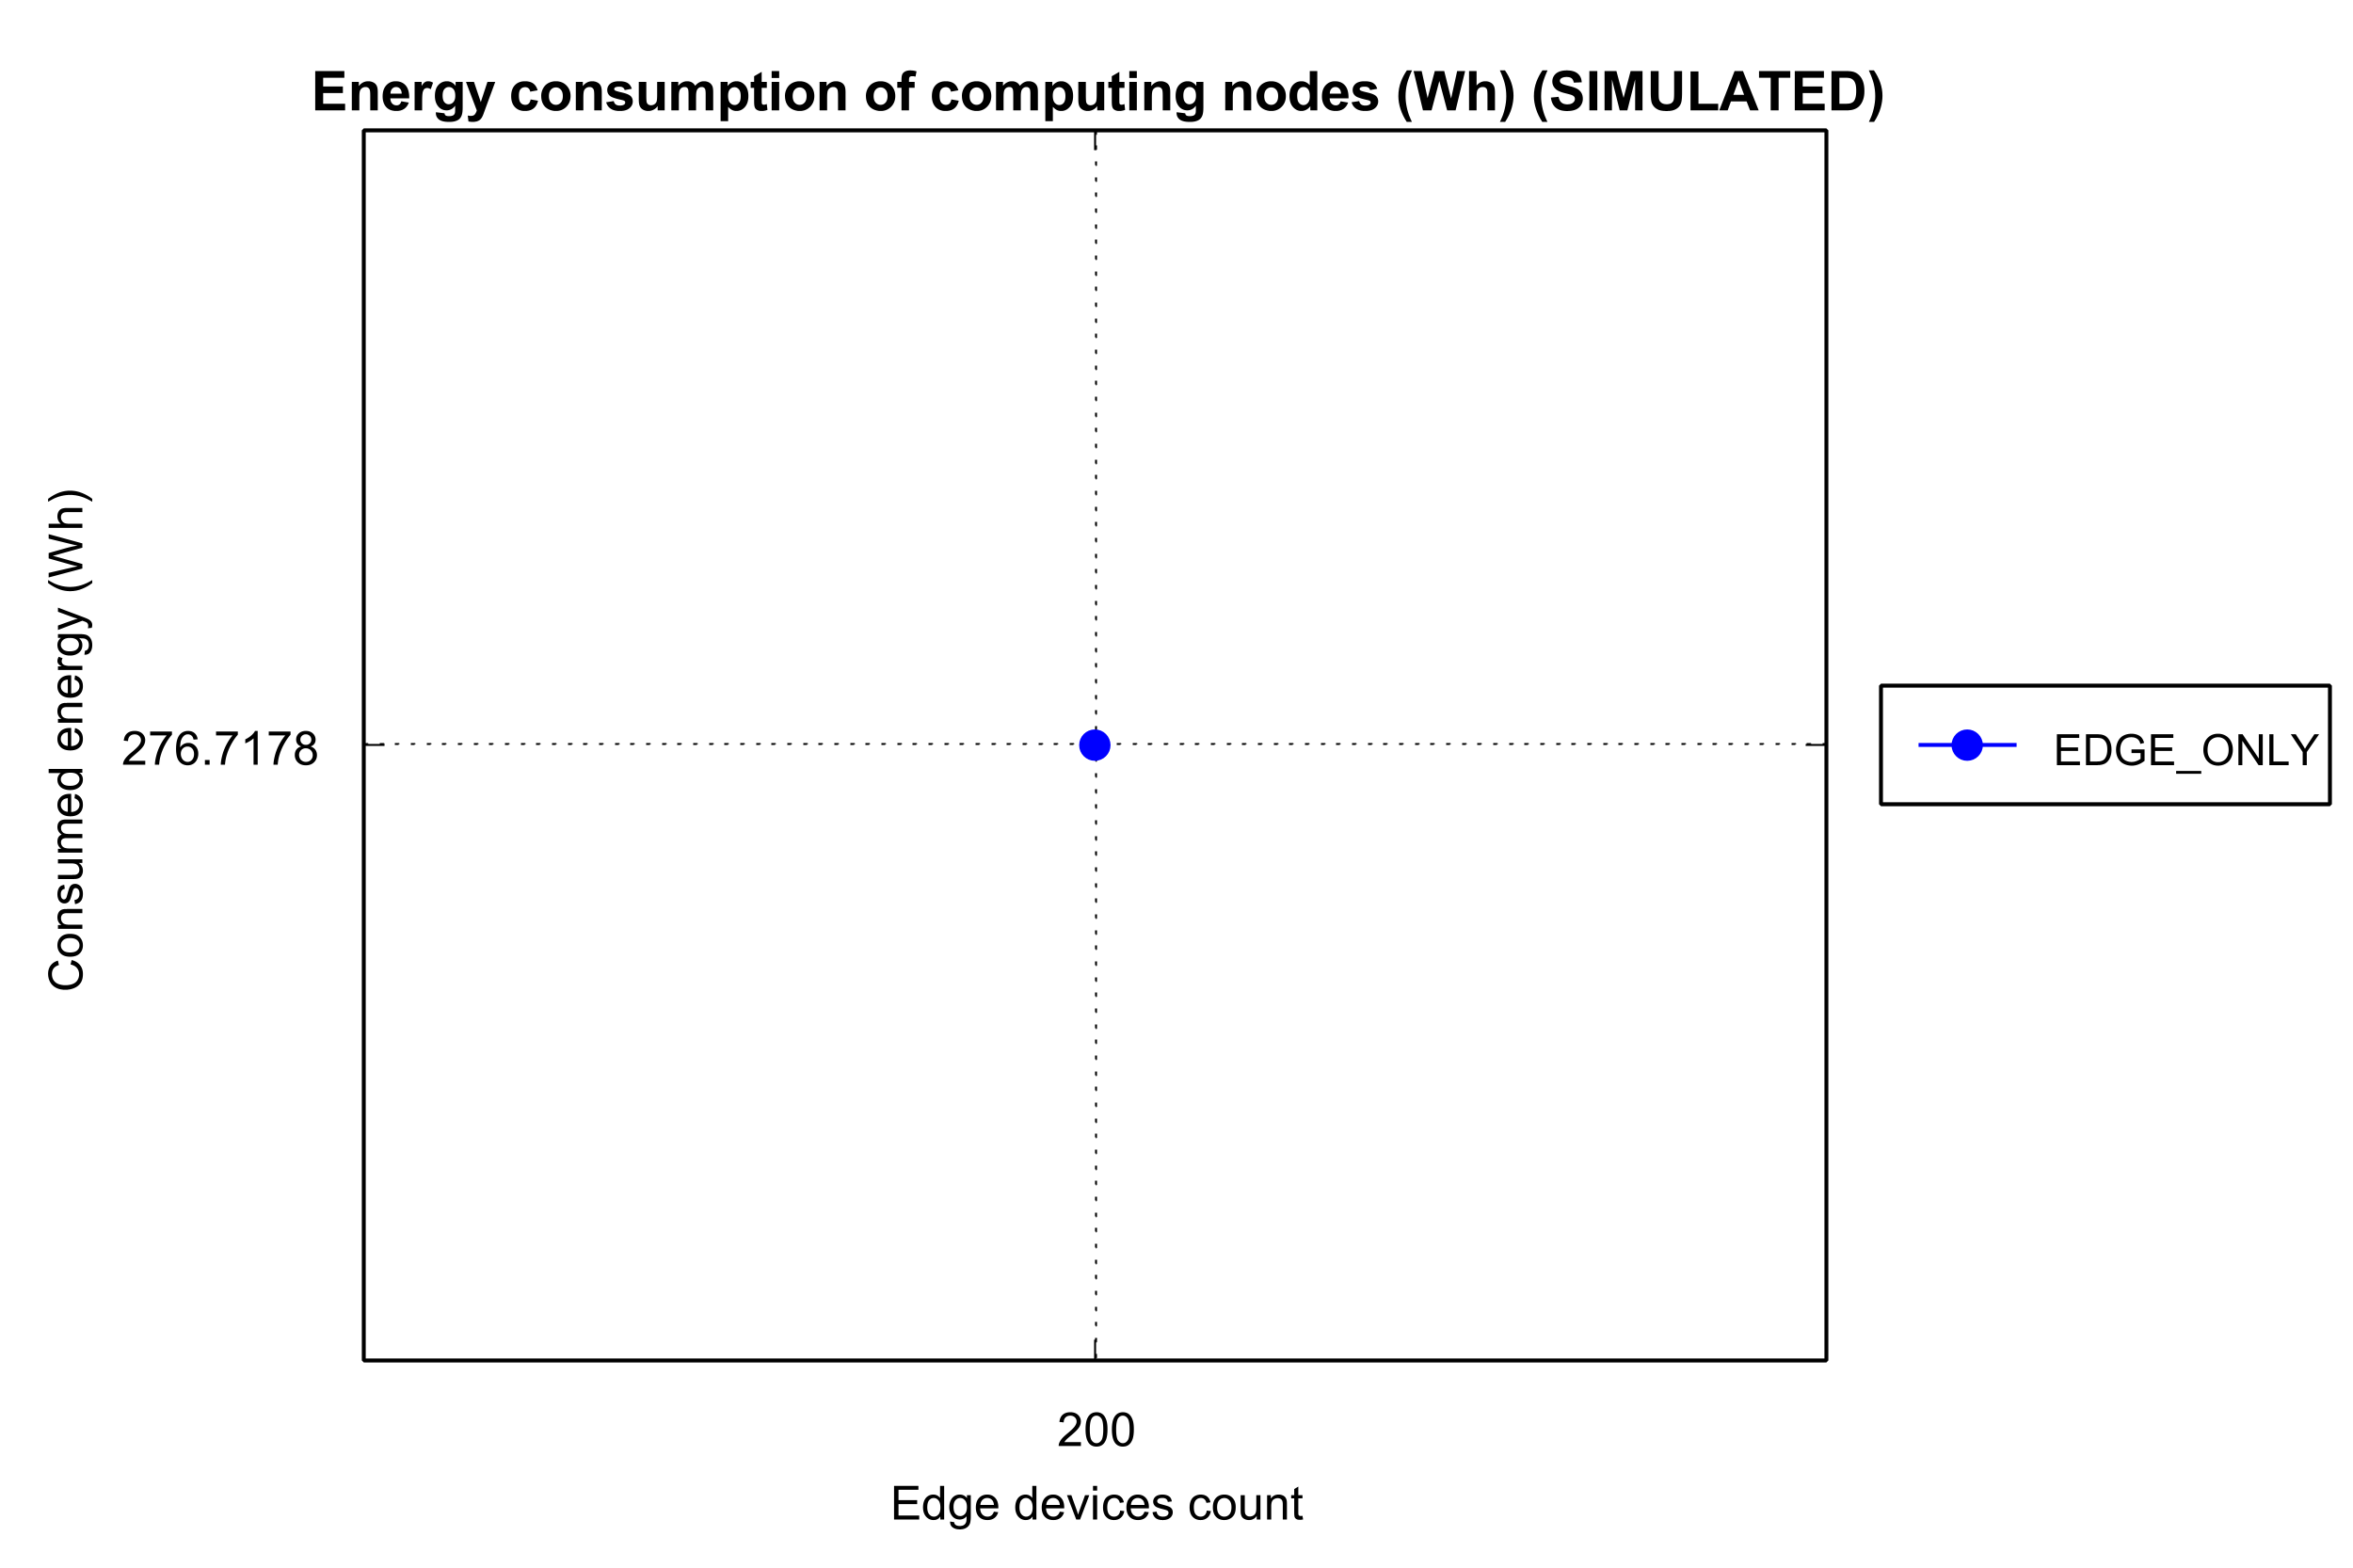 Energy consumption of computing nodes (Wh) (SIMULATED)
Consumed energy (Wh)
276.7178
EDGE_ONLY
200
Edge devices count